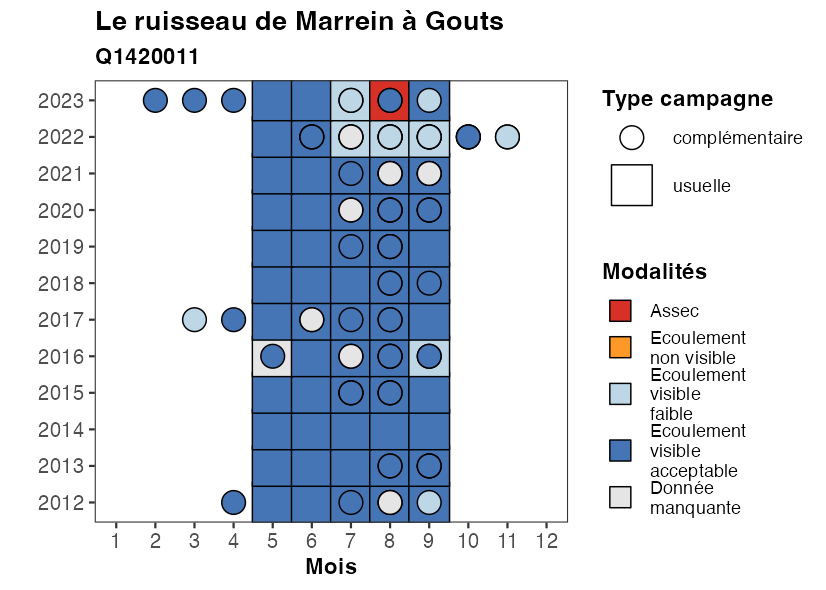 Le ruisseau de Marrein à Gouts
Q1420011
2023
2022
2021
2020
2019
2018
2017
2016
2015
2014
2013
2012
1 2 3 4 5 6 7 8 9 10 11 12
Mois
Type campagne
complémentaire
usuelle
Modalités
Assec
Ecoulement
non visible
Ecoulement
visible
faible
Ecoulement
visible
acceptable
Donnée
manquante